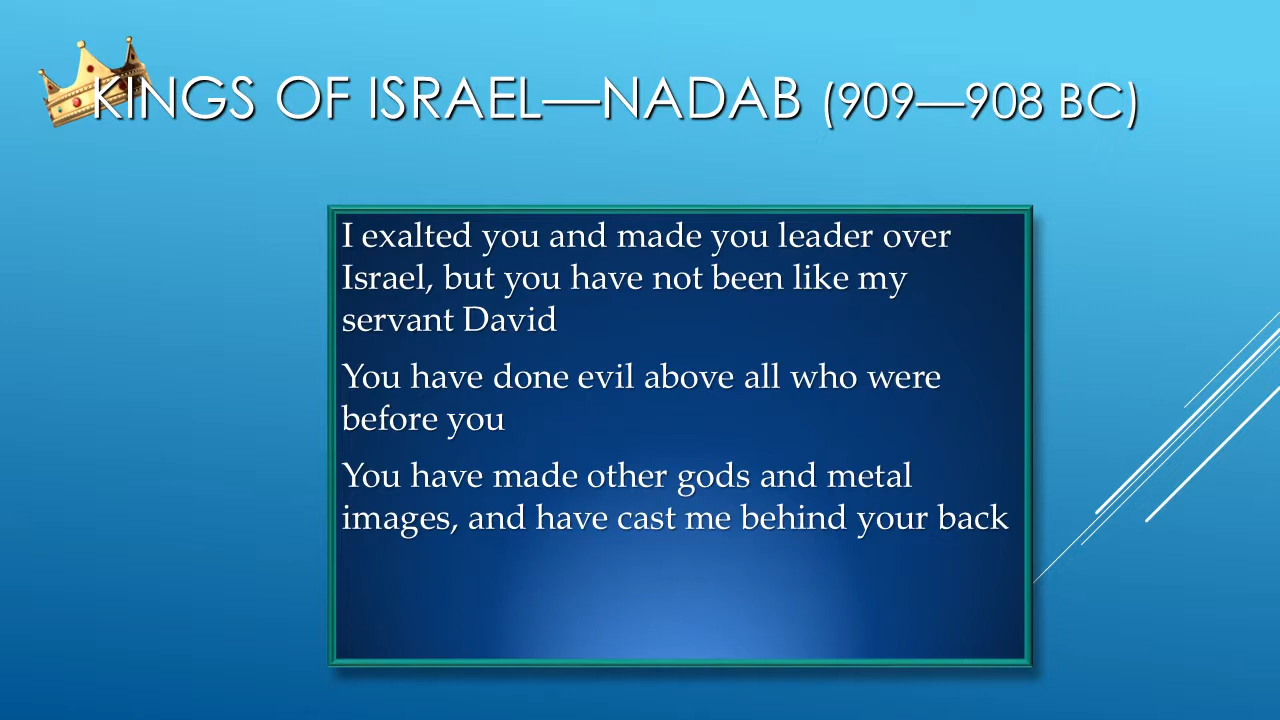 KINGS OF ISRAEL—NADAB (909—908 BC)
I exalted you and made you leader over
Israel, but you have not been like my
servant David
You have done evil above all who were
before you
You have made other gods and metal
images, and have cast me behind your back